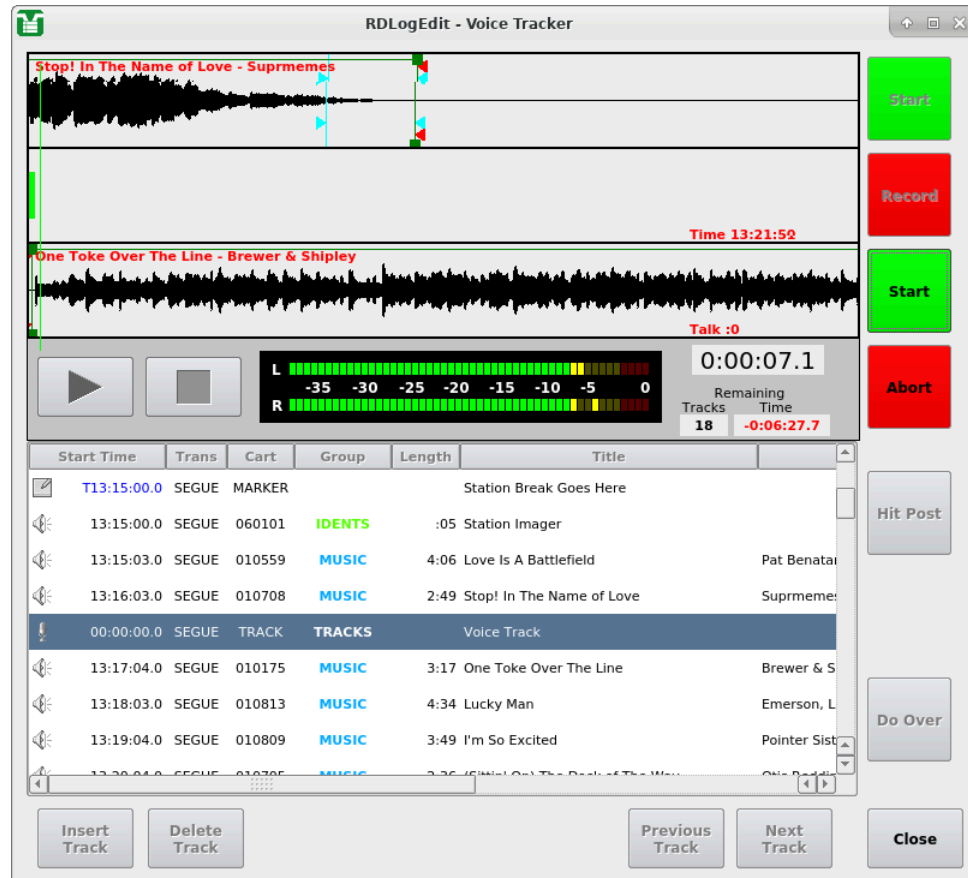 RDLogEdit - Voice Tracker
Stop! In The Name of Love - Suprmemes
Start
Record
Time 13:21:59
One Toke Over The Line - Brewer & Shipley
Start
Talk :0
L
-35 -30 -25 -20 -15 -10 -5 0
R
0:00:07.1
Remaining
Tracks Time
18 -0:06:27.7
Abort
Start Time Trans Cart Group Length Title
T13:15:00.0 SEGUE MARKER Station Break Goes Here
13:15:00.0 SEGUE 060101 IDENTS :05 Station Imager
13:15:03.0 SEGUE 010559 MUSIC 4:06 Love Is A Battlefield Pat Benatar
13:16:03.0 SEGUE 010708 MUSIC 2:49 Stop! In The Name of Love Suprmemes
00:00:00.0 SEGUE TRACK TRACKS Voice Track
13:17:04.0 SEGUE 010175 MUSIC 3:17 One Toke Over The Line Brewer & S
13:18:03.0 SEGUE 010813 MUSIC 4:34 Lucky Man Emerson, L
13:19:04.0 SEGUE 010809 MUSIC 3:49 I'm So Excited Pointer Sist
Hit Post
Do Over
Insert Track
Delete Track
Previous Track
Next Track
Close